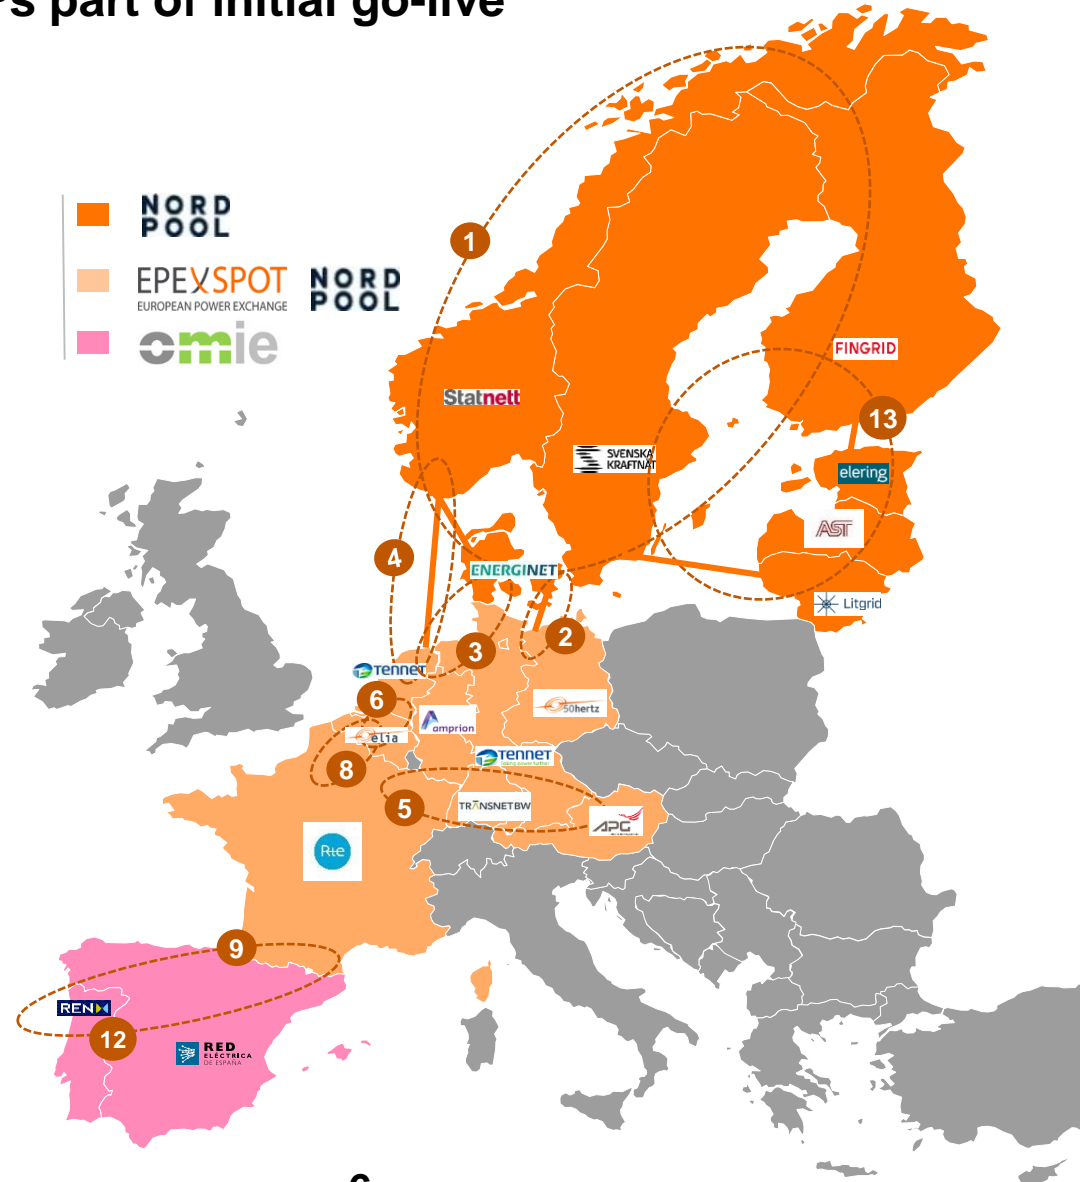 Ps part of initial go-live
NORD
POOL
EPEXSPOT
EUROPEAN POWER EXCHANGE
NORD
POOL
omie
1
FINGRID
Statnett
13
SVENSKA
KRAFTNÄT
elering
AST
4
ENERGINET
Litgrid
2
3
TENNET
6
50hertz
amprion
elia
TENNET
8
5
TRANSNETBW
APG
Rte
9
REN
12
RED
ELÉCTRICA
DE ESPAÑA